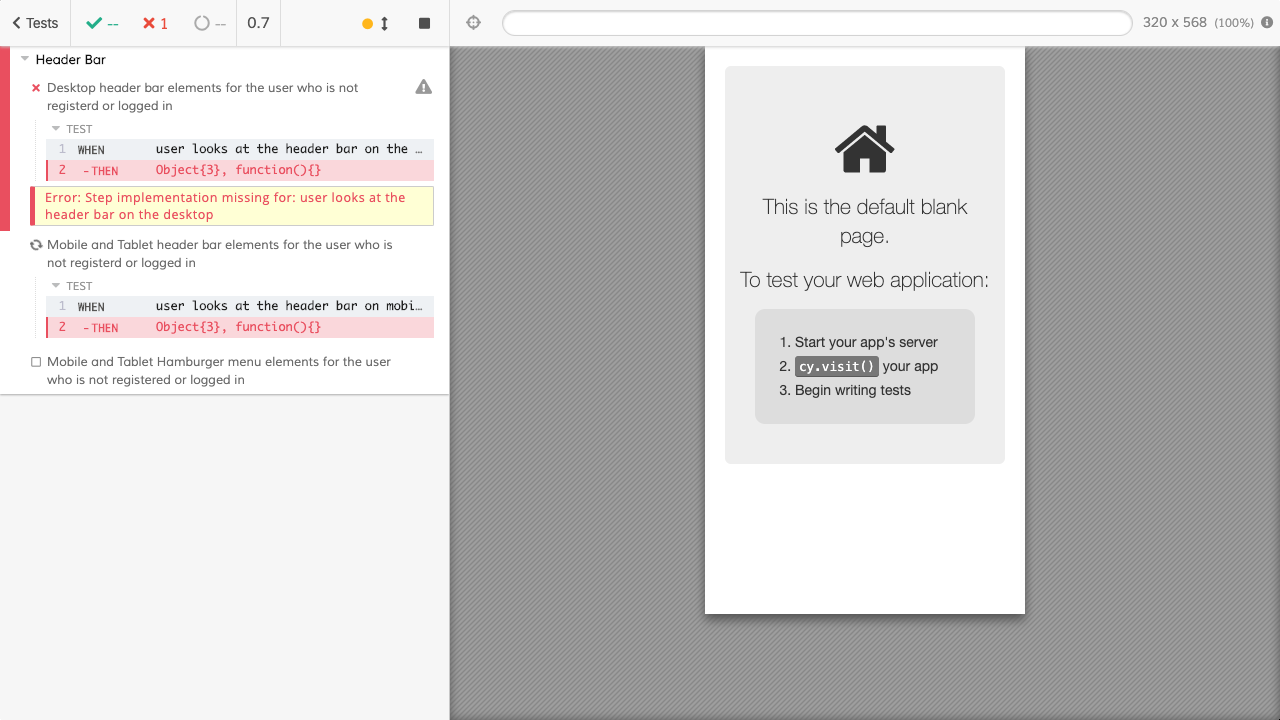 Tests -- 1 -- 0.7 320 x 568 (100%)
Header Bar
Desktop header bar elements for the user who is not
registerd or logged in
TEST
1 WHEN user looks at the header bar on the …
2 -THEN Object{3}, function(){}
Error: Step implementation missing for: user looks at the
header bar on the desktop
Mobile and Tablet header bar elements for the user who is
not registerd or logged in
TEST
1 WHEN user looks at the header bar on mobi…
2 -THEN Object{3}, function(){}
Mobile and Tablet Hamburger menu elements for the user
who is not registered or logged in
This is the default blank
page.
To test your web application:
1. Start your app's server
2. cy.visit() your app
3. Begin writing tests